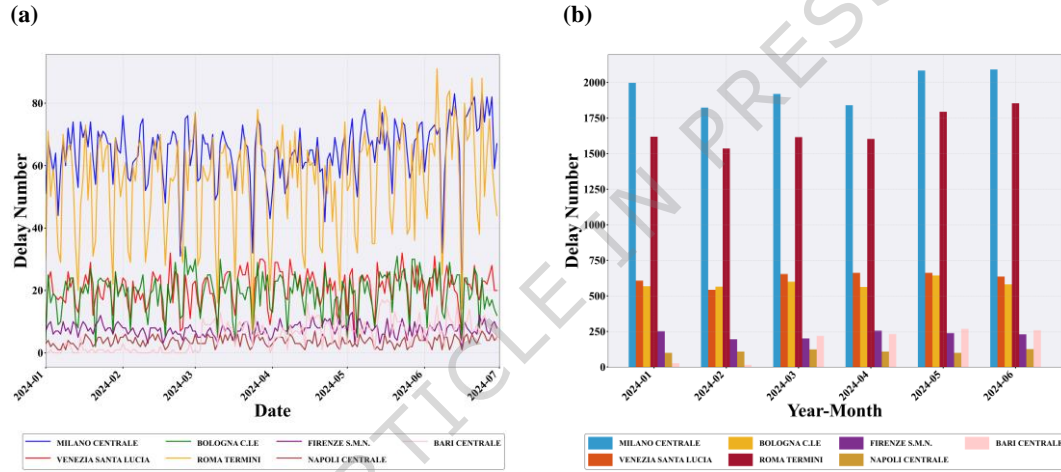 (a)
(b)
Delay Number
80
60
40
20
0
2024-01
2024-02
2024-03
2024-04
2024-05
2024-06
2024-07
Date
MILANO CENTRALE
BOLOGNA C.LE
FIRENZE S.M.N.
BARI CENTRALE
VENEZIA SANTA LUCIA
ROMA TERMINI
NAPOLI CENTRALE
Delay Number
2000
1750
1500
1250
1000
750
500
250
0
2024-01
2024-02
2024-03
2024-04
2024-05
2024-06
Year-Month
MILANO CENTRALE
BOLOGNA C.LE
FIRENZE S.M.N.
BARI CENTRALE
VENEZIA SANTA LUCIA
ROMA TERMINI
NAPOLI CENTRALE
TICLE IN PRES